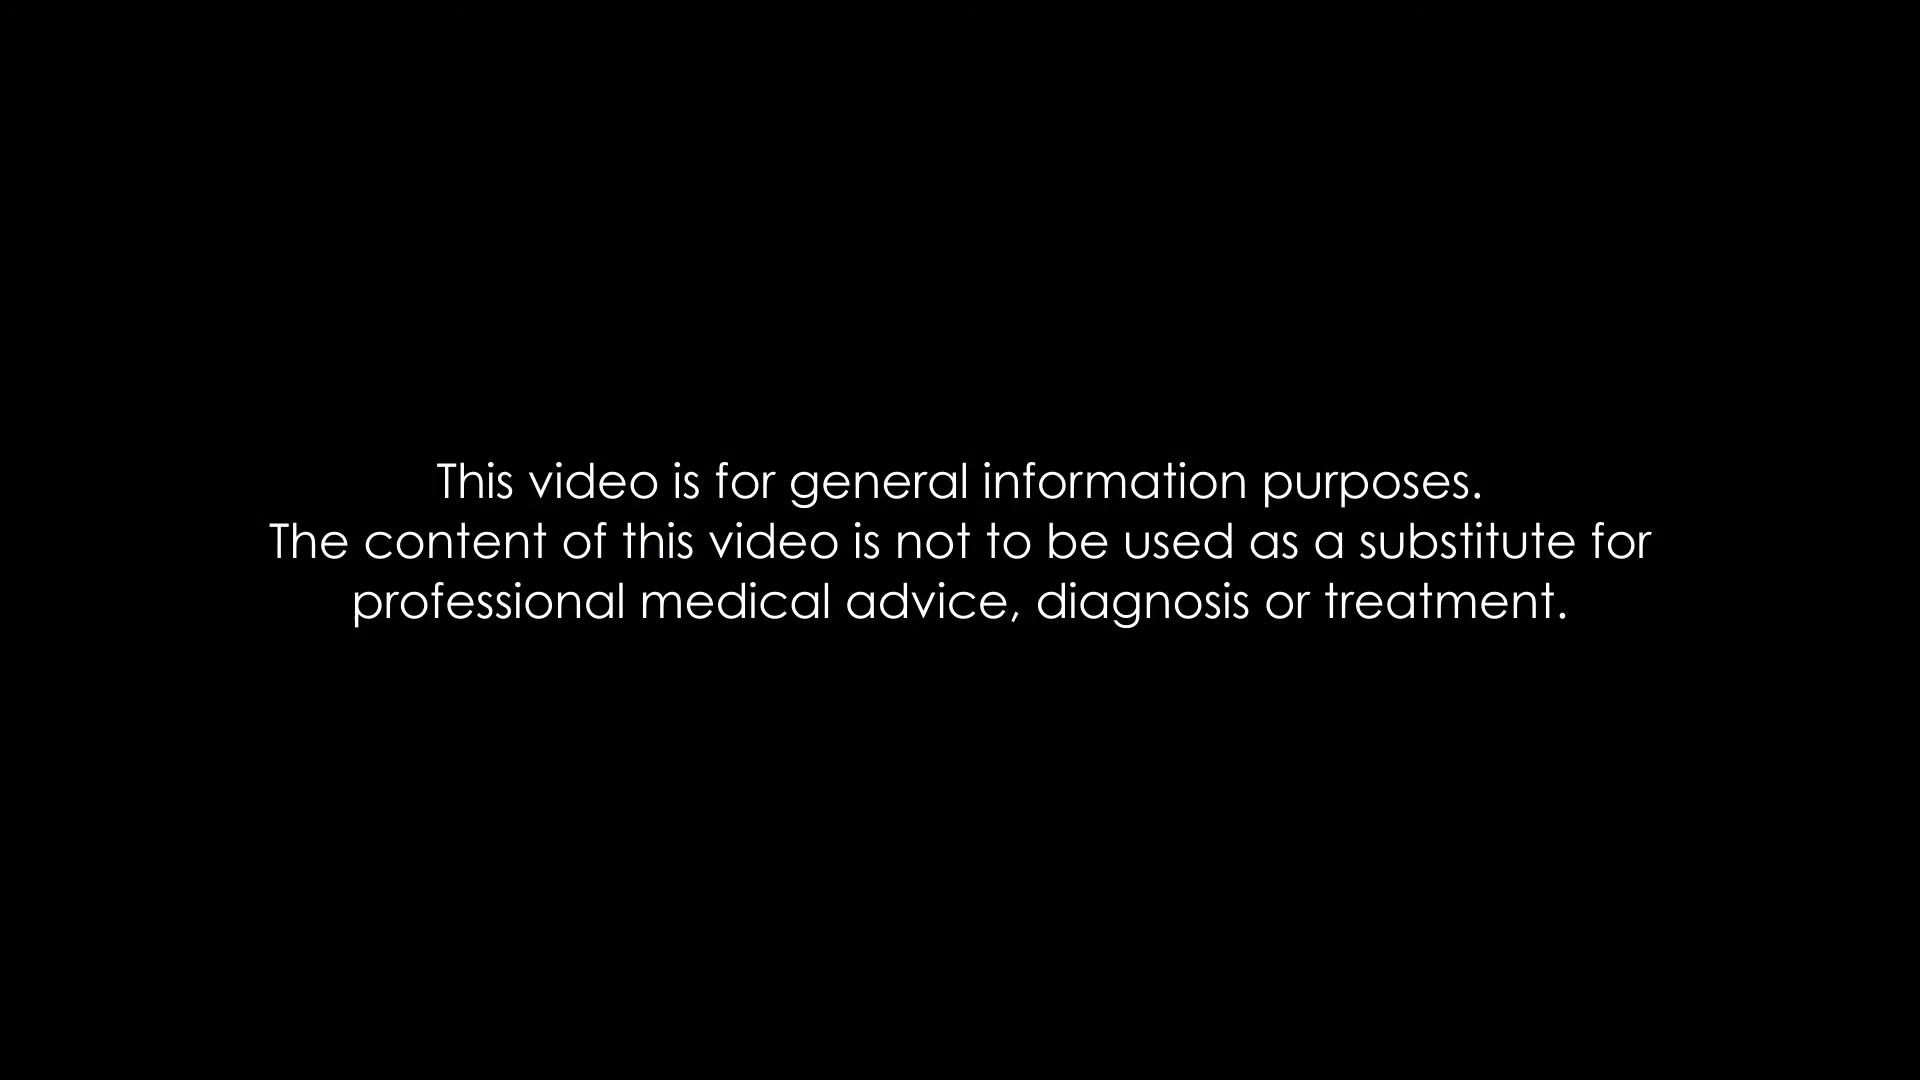 This video is for general information purposes.
The content of this video is not to be used as a substitute for
professional medical advice, diagnosis or treatment.